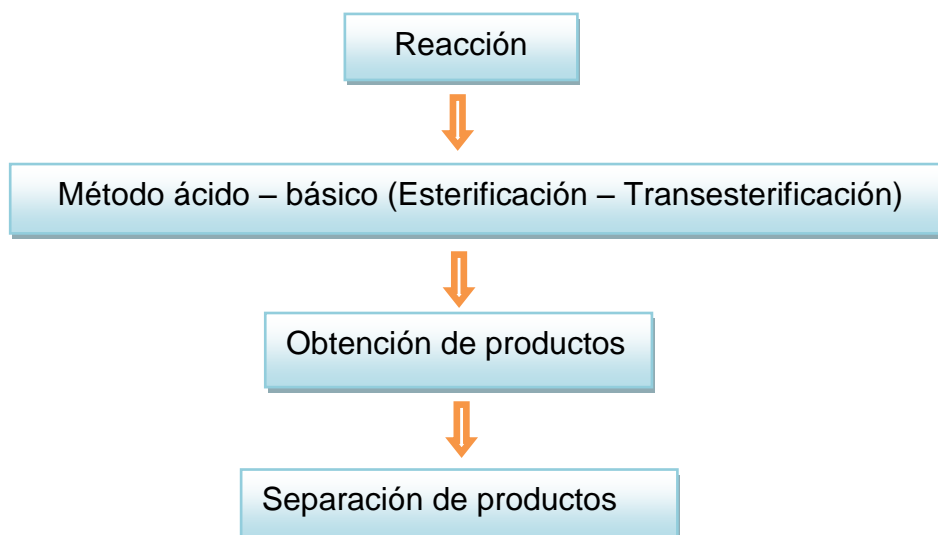 Reacción
Método ácido – básico (Esterificación – Transesterificación)
Obtención de productos
Separación de productos